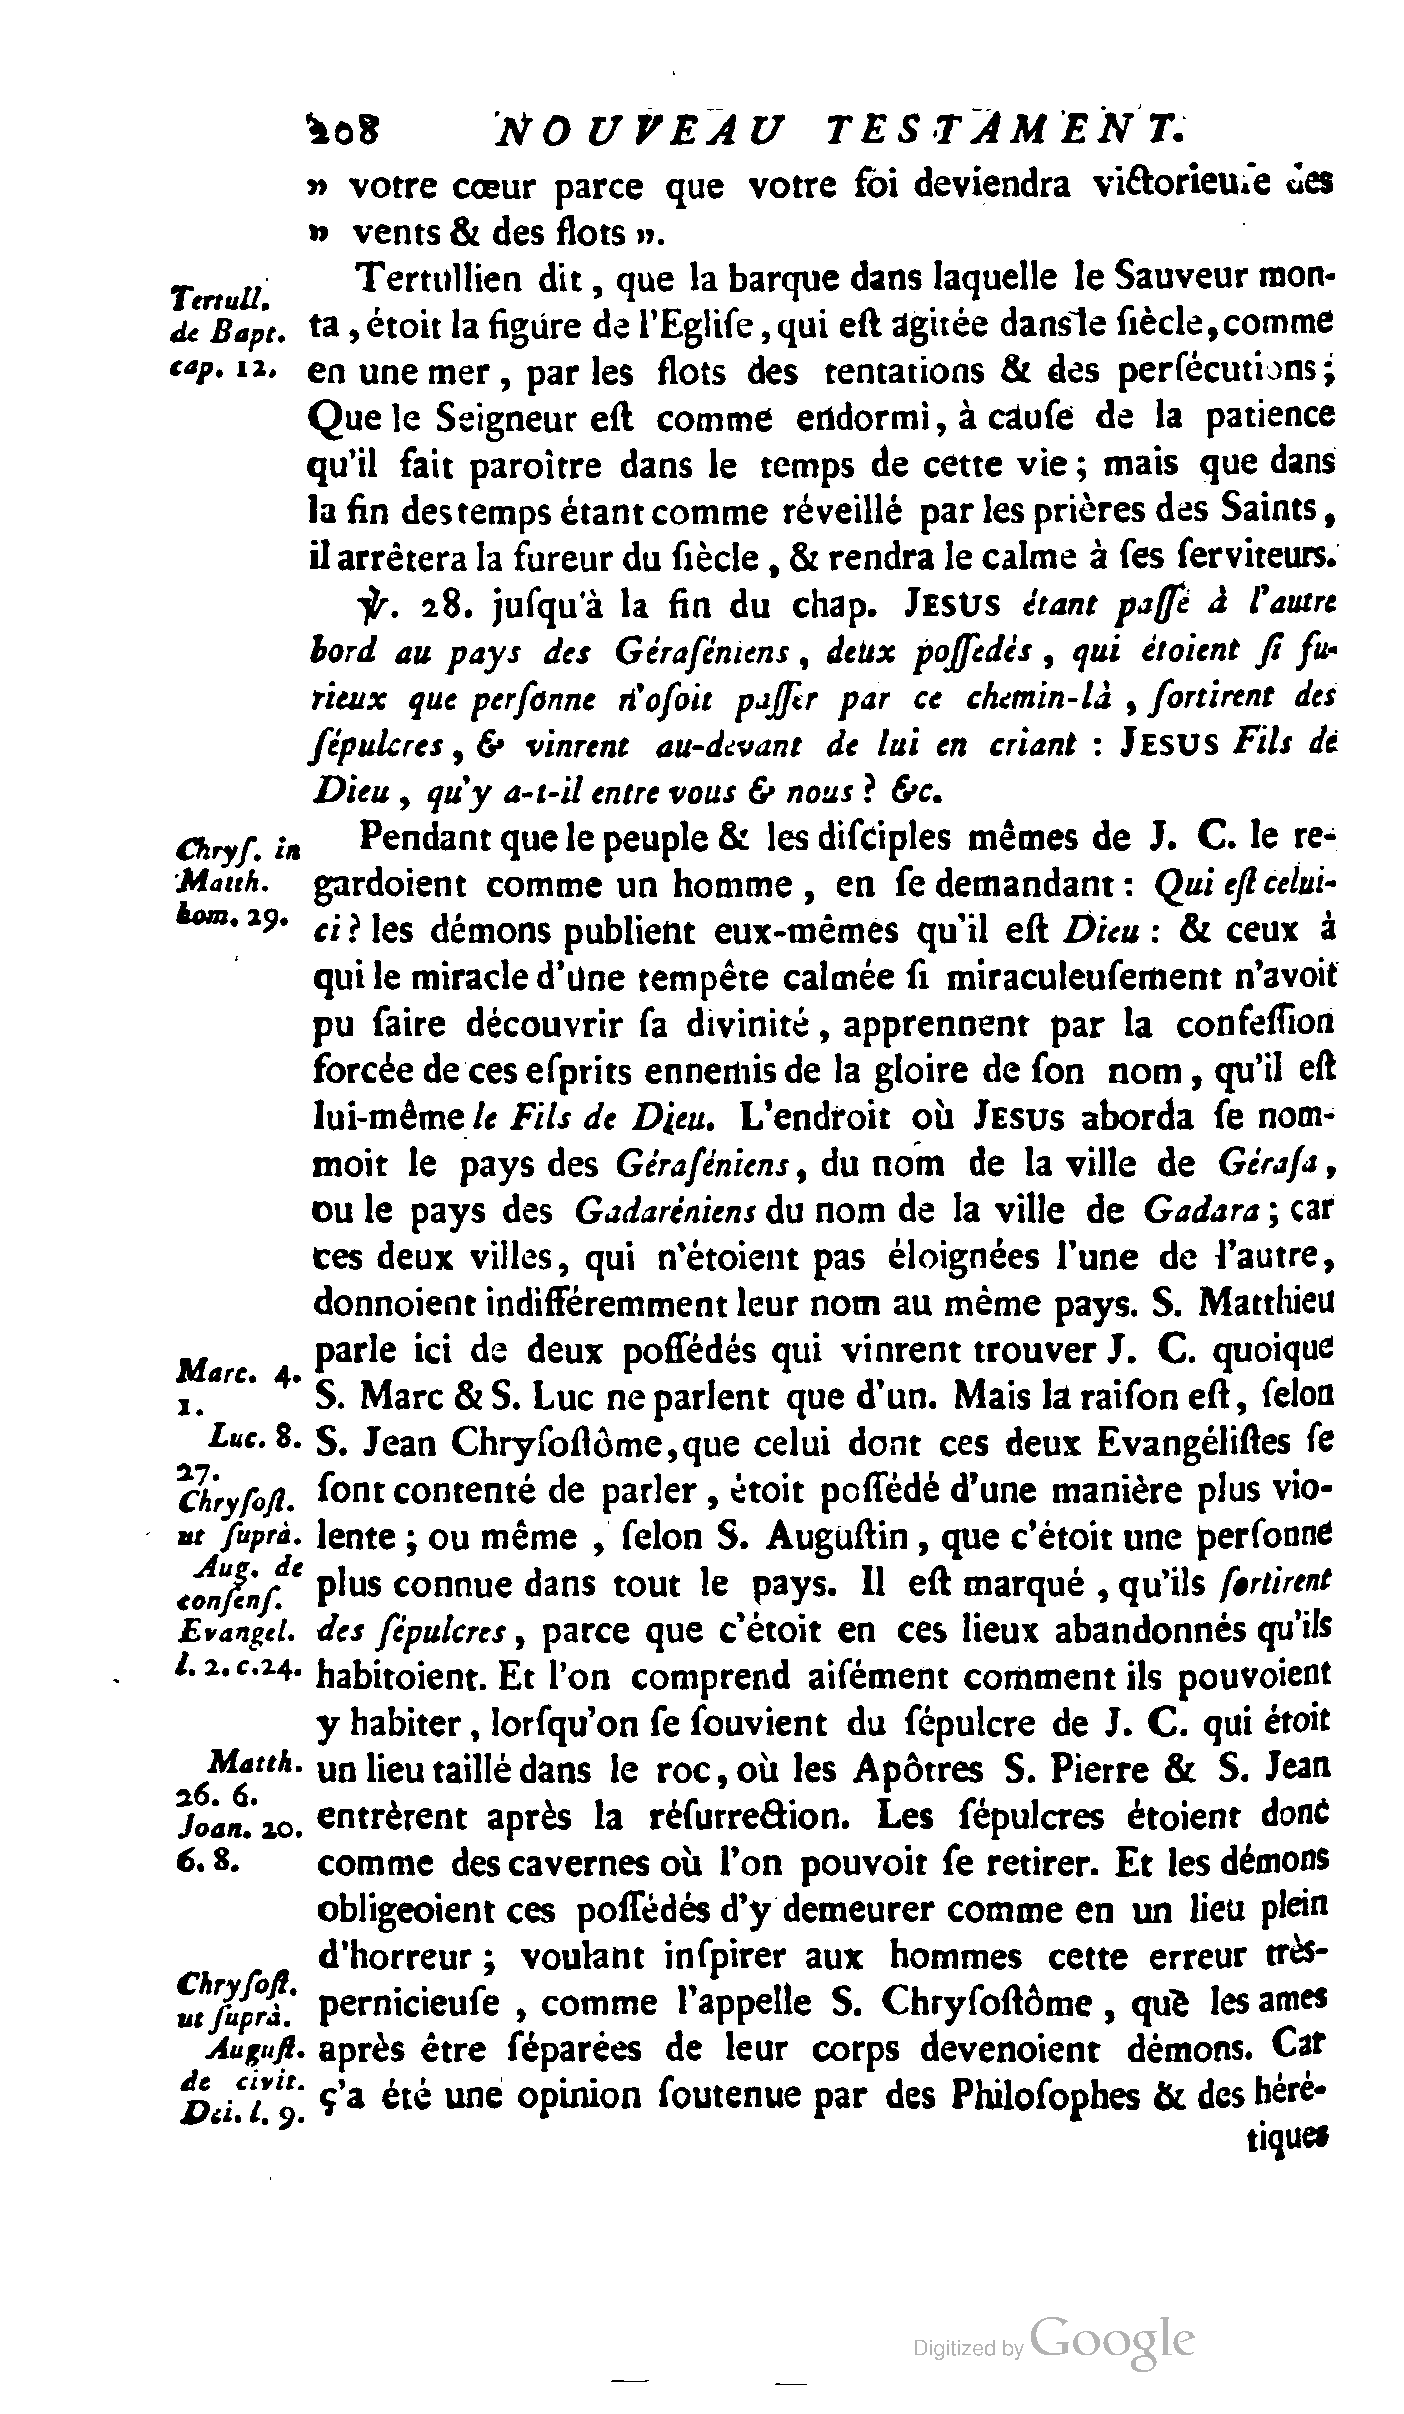 208 NOUVEAU TESTAMENT.
» votre cœur parce que votre foi deviendra victorieuſe des
» vents & des flots ».
Tertullien dit, que la barque dans laquelle le Sauveur mon-
Tertull.
de Bapt.
cap. 12.
ta, étoit la figure de l'Egliſe, qui eſt agitée dans le ſiècle, comme
en une mer, par les flots des tentations & des perſécutions;
Que le Seigneur eſt comme endormi, à cauſe de la patience
qu'il fait paroître dans le temps de cette vie; mais que dans
la fin des temps étant comme réveillé par les prières des Saints,
il arrêtera la fureur du ſiècle, & rendra le calme à ſes ſerviteurs.
℣. 28. juſqu'à la fin du chap. JESUS étant paſſé à l'autre
bord au pays des Géraſéniens, deux poſſedés, qui étoient ſi fu-
rieux que perſonne n'oſoit paſſer par ce chemin-là, ſortirent des
ſépulcres, & vinrent au-devant de lui en criant : JESUS Fils de
Dieu, qu'y a-t-il entre vous & nous ? &c.
Chryſ. in
Matth.
hom. 29.
Pendant que le peuple & les diſciples mêmes de J. C. le re-
gardoient comme un homme, en ſe demandant : Qui eſt celui-
ci ? les démons publient eux-mêmes qu'il eſt Dieu : & ceux à
qui le miracle d'une tempête calmée ſi miraculeuſement n'avoit
pu faire découvrir ſa divinité, apprennent par la confeſſion
forcée de ces eſprits ennemis de la gloire de ſon nom, qu'il eſt
lui-même le Fils de Dieu. L'endroit où JESUS aborda ſe nom-
moit le pays des Géraſéniens, du nom de la ville de Géraſa,
ou le pays des Gadaréniens du nom de la ville de Gadara; car
ces deux villes, qui n'étoient pas éloignées l'une de l'autre,
donnoient indifféremment leur nom au même pays. S. Matthieu
parle ici de deux poſſédés qui vinrent trouver J. C. quoique
Marc. 4.
1.
Luc. 8.
27.
Chryſoſt.
ut ſuprà.
Aug. de
conſenſ.
Evangel.
l. 2. c. 24.
S. Marc & S. Luc ne parlent que d'un. Mais la raiſon eſt, ſelon
S. Jean Chryſoſtôme, que celui dont ces deux Evangéliſtes ſe
ſont contenté de parler, étoit poſſédé d'une manière plus vio-
lente; ou même, ſelon S. Auguſtin, que c'étoit une perſonne
plus connue dans tout le pays. Il eſt marqué, qu'ils ſortirent
des ſépulcres, parce que c'étoit en ces lieux abandonnés qu'ils
habitoient. Et l'on comprend aiſément comment ils pouvoient
y habiter, lorſqu'on ſe ſouvient du ſépulcre de J. C. qui étoit
Matth.
26. 6.
Joan. 20.
6. 8.
un lieu taillé dans le roc, où les Apôtres S. Pierre & S. Jean
entrèrent après la réſurrection. Les ſépulcres étoient donc
comme des cavernes où l'on pouvoit ſe retirer. Et les démons
obligeoient ces poſſédés d'y demeurer comme en un lieu plein
d'horreur; voulant inſpirer aux hommes cette erreur très-
Chryſoſt.
ut ſuprà.
Auguſt.
de civit.
Dei. l. 9.
pernicieuſe, comme l'appelle S. Chryſoſtôme, que les ames
après être ſéparées de leur corps devenoient démons. Car
ç'a été une opinion ſoutenue par des Philoſophes & des héré-
tiques
Digitized by Google